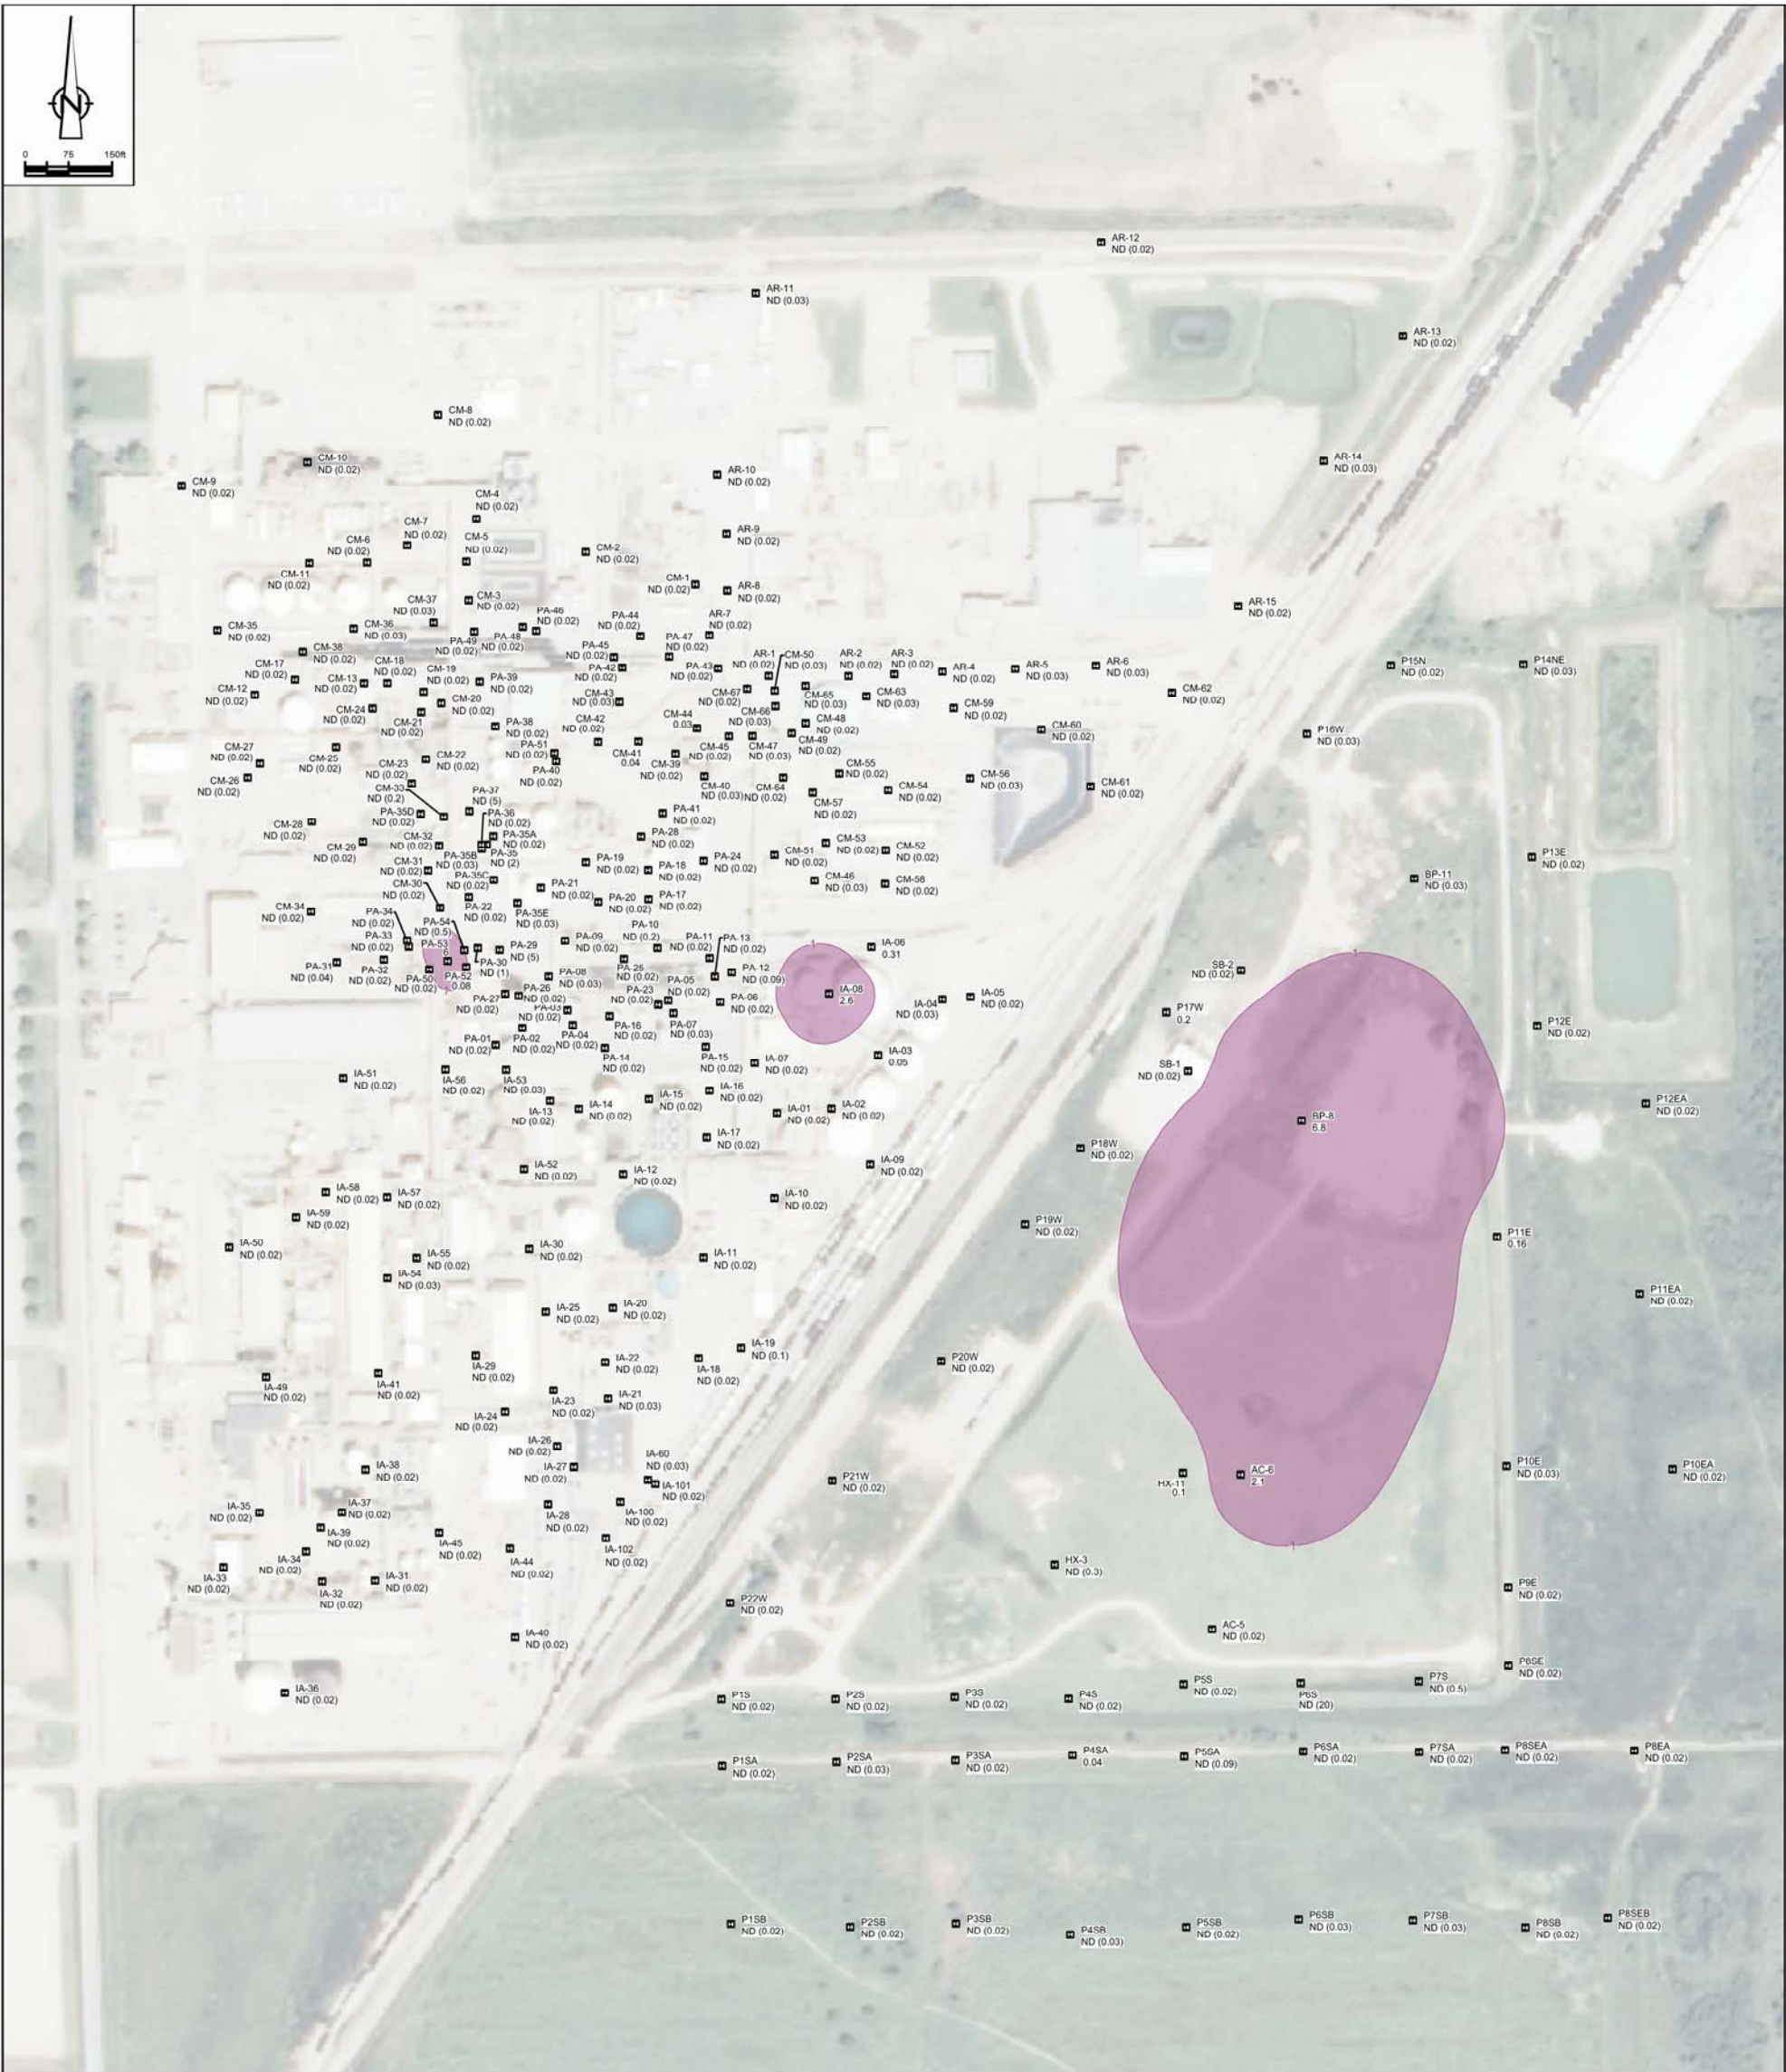 N
0 75 150ft
AR-12
ND (0.02)
AR-11
ND (0.03)
AR-13
ND (0.02)
CM-8
ND (0.02)
CM-10
ND (0.02)
AR-14
ND (0.03)
AR-10
ND (0.02)
CM-9
ND (0.02)
CM-4
ND (0.02)
CM-7
ND (0.02)
AR-9
ND (0.02)
CM-5
ND (0.02)
CM-6
ND (0.02)
CM-2
ND (0.02)
CM-11
ND (0.02)
CM-1
ND (0.02)
AR-8
ND (0.02)
CM-3
ND (0.02)
CM-37
ND (0.03)
AR-15
ND (0.02)
PA-46
ND (0.02)
PA-44
ND (0.02)
AR-7
ND (0.02)
CM-35
ND (0.02)
CM-36
ND (0.03)
PA-49
ND (0.02)
PA-48
ND (0.02)
PA-47
ND (0.02)
CM-38
ND (0.02)
PA-45
ND (0.02)
AR-1
ND (0.02)
CM-50
ND (0.03)
AR-2
ND (0.02)
AR-3
ND (0.02)
CM-17
ND (0.02)
CM-18
ND (0.02)
CM-19
ND (0.02)
PA-42
ND (0.02)
PA-43
ND (0.02)
AR-4
ND (0.02)
AR-5
ND (0.03)
AR-6
ND (0.03)
P15N
ND (0.02)
P14NE
ND (0.03)
CM-13
ND (0.02)
PA-39
ND (0.02)
CM-12
ND (0.02)
CM-20
ND (0.02)
CM-43
ND (0.03)
CM-67
ND (0.02)
CM-65
ND (0.03)
CM-63
ND (0.03)
CM-62
ND (0.02)
CM-24
ND (0.02)
CM-21
ND (0.02)
CM-44
0.03
CM-66
ND (0.03)
CM-59
ND (0.02)
PA-38
ND (0.02)
CM-42
ND (0.02)
CM-48
ND (0.02)
CM-60
ND (0.02)
P16W
ND (0.03)
CM-27
ND (0.02)
CM-25
ND (0.02)
PA-51
ND (0.02)
CM-41
0.04
CM-45
ND (0.02)
CM-47
ND (0.03)
CM-49
ND (0.02)
CM-23
ND (0.02)
CM-22
ND (0.02)
PA-40
ND (0.02)
CM-39
ND (0.02)
CM-26
ND (0.02)
CM-40
ND (0.03)
CM-64
ND (0.02)
CM-55
ND (0.02)
CM-56
ND (0.03)
CM-33
ND (0.2)
PA-37
ND (5)
CM-54
ND (0.02)
CM-61
ND (0.02)
CM-57
ND (0.02)
PA-35D
ND (0.02)
PA-36
ND (0.02)
PA-41
ND (0.02)
CM-28
ND (0.02)
CM-32
ND (0.02)
PA-35A
ND (0.02)
PA-28
ND (0.02)
CM-53
ND (0.02)
CM-29
ND (0.02)
PA-35B
ND (0.03)
PA-35
ND (2)
CM-51
ND (0.02)
CM-52
ND (0.02)
P13E
ND (0.02)
CM-31
ND (0.02)
PA-19
ND (0.02)
PA-18
ND (0.02)
PA-24
ND (0.02)
CM-30
ND (0.02)
PA-35C
ND (0.02)
CM-46
ND (0.03)
CM-58
ND (0.02)
BP-11
ND (0.03)
PA-21
ND (0.02)
PA-20
ND (0.02)
PA-17
ND (0.02)
CM-34
ND (0.02)
PA-34
ND (0.02)
PA-22
ND (0.02)
PA-35E
ND (0.03)
PA-54
ND (0.5)
PA-10
ND (0.2)
PA-33
ND (0.02)
PA-53
6
PA-29
ND (5)
PA-09
ND (0.02)
PA-11
ND (0.02)
PA-13
ND (0.02)
1
IA-06
0.31
PA-31
ND (0.04)
PA-32
ND (0.02)
PA-30
ND (1)
PA-25
ND (0.02)
PA-12
ND (0.09)
SB-2
ND (0.02)
1
PA-50
ND (0.02)
PA-52
0.08
PA-08
ND (0.03)
PA-05
ND (0.02)
IA-08
2.6
PA-27
ND (0.02)
PA-26
ND (0.02)
PA-23
ND (0.02)
PA-06
ND (0.02)
IA-04
ND (0.03)
IA-05
ND (0.02)
P17W
0.2
PA-03
ND (0.02)
PA-16
ND (0.02)
PA-07
ND (0.03)
P12E
ND (0.02)
PA-01
ND (0.02)
PA-02
ND (0.02)
PA-04
ND (0.02)
PA-14
ND (0.02)
PA-15
ND (0.02)
IA-07
ND (0.02)
IA-03
0.05
SB-1
ND (0.02)
IA-51
ND (0.02)
IA-56
ND (0.02)
IA-53
ND (0.03)
IA-16
ND (0.02)
IA-15
ND (0.02)
P12EA
ND (0.02)
IA-13
ND (0.02)
IA-14
ND (0.02)
IA-01
ND (0.02)
IA-02
ND (0.02)
BP-8
6.8
IA-17
ND (0.02)
P18W
ND (0.02)
IA-52
ND (0.02)
IA-12
ND (0.02)
IA-09
ND (0.02)
IA-58
ND (0.02)
IA-57
ND (0.02)
IA-10
ND (0.02)
IA-59
ND (0.02)
P19W
ND (0.02)
P11E
0.16
IA-50
ND (0.02)
IA-55
ND (0.02)
IA-30
ND (0.02)
IA-11
ND (0.02)
IA-54
ND (0.03)
P11EA
ND (0.02)
IA-25
ND (0.02)
IA-20
ND (0.02)
IA-19
ND (0.1)
IA-29
ND (0.02)
IA-22
ND (0.02)
IA-18
ND (0.02)
P20W
ND (0.02)
IA-49
ND (0.02)
IA-41
ND (0.02)
IA-23
ND (0.02)
IA-21
ND (0.03)
IA-24
ND (0.02)
IA-26
ND (0.02)
IA-60
ND (0.03)
IA-38
ND (0.02)
IA-27
ND (0.02)
IA-101
ND (0.02)
P21W
ND (0.02)
HX-11
0.1
AC-6
2.1
P10E
ND (0.03)
P10EA
ND (0.02)
IA-35
ND (0.02)
IA-37
ND (0.02)
IA-28
ND (0.02)
IA-100
ND (0.02)
IA-39
ND (0.02)
IA-45
ND (0.02)
IA-102
ND (0.02)
1
IA-34
ND (0.02)
IA-44
ND (0.02)
HX-3
ND (0.3)
IA-33
ND (0.02)
IA-32
ND (0.02)
IA-31
ND (0.02)
P9E
ND (0.02)
P22W
ND (0.02)
IA-40
ND (0.02)
AC-5
ND (0.02)
P8SE
ND (0.02)
IA-36
ND (0.02)
P1S
ND (0.02)
P2S
ND (0.02)
P3S
ND (0.02)
P4S
ND (0.02)
P5S
ND (0.02)
P6S
ND (20)
P7S
ND (0.5)
P1SA
ND (0.02)
P2SA
ND (0.03)
P3SA
ND (0.02)
P4SA
0.04
P5SA
ND (0.09)
P6SA
ND (0.02)
P7SA
ND (0.02)
P8SEA
ND (0.02)
P8EA
ND (0.02)
P1SB
ND (0.02)
P2SB
ND (0.02)
P3SB
ND (0.02)
P4SB
ND (0.03)
P5SB
ND (0.02)
P6SB
ND (0.03)
P7SB
ND (0.03)
P8SB
ND (0.02)
P8SEB
ND (0.02)